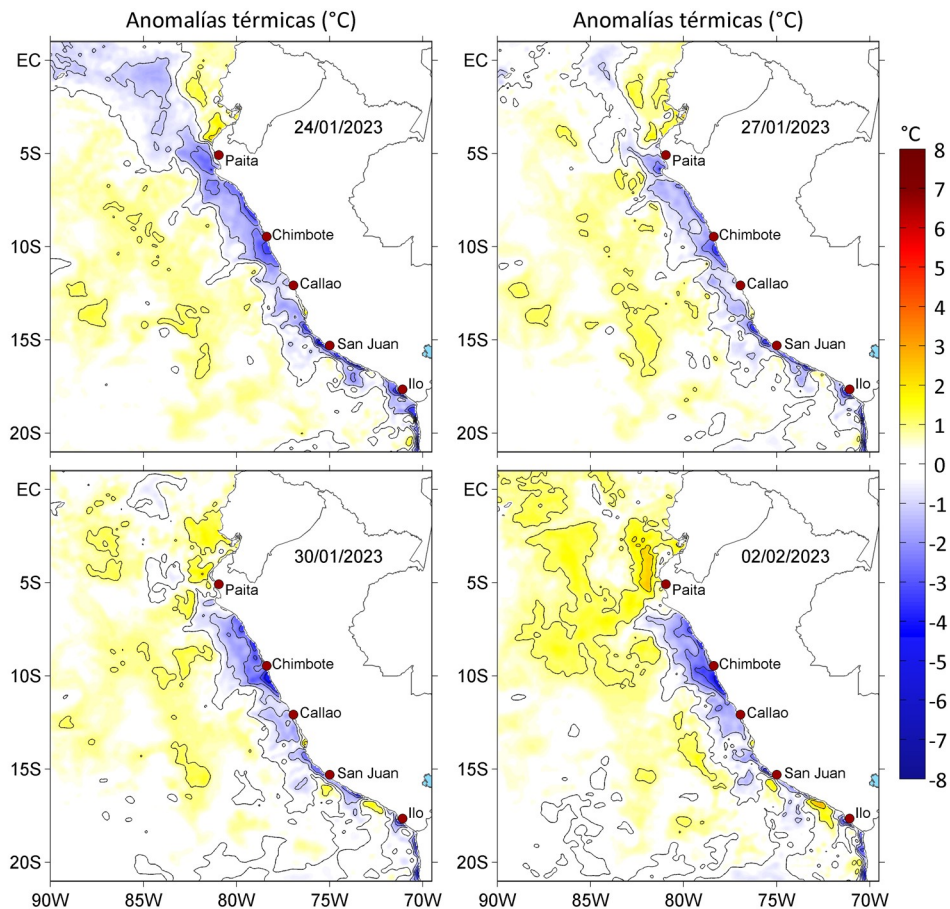 Anomalías térmicas (°C)
Anomalías térmicas (°C)
EC
5S
10S
15S
20S
24/01/2023
Paita
Chimbote
Callao
San Juan
Ilo
EC
5S
10S
15S
20S
27/01/2023
Paita
Chimbote
Callao
San Juan
Ilo
EC
5S
10S
15S
20S
30/01/2023
Paita
Chimbote
Callao
San Juan
Ilo
90W 85W 80W 75W 70W
EC
5S
10S
15S
20S
02/02/2023
Paita
Chimbote
Callao
San Juan
Ilo
90W 85W 80W 75W 70W
°C
8
7
6
5
4
3
2
1
0
-1
-2
-3
-4
-5
-6
-7
-8